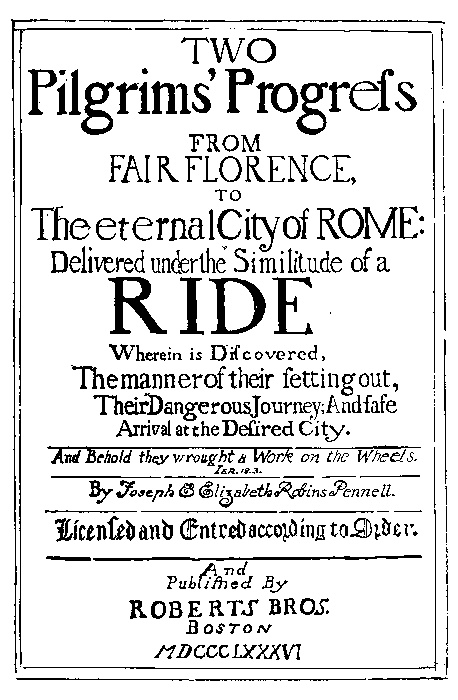 TWO
Pilgrims' Progreſs
FROM
FAIR FLORENCE,
TO
The eternal City of ROME:
Delivered under the Similitude of a
RIDE
Wherein is Diſcovered,
The manner of their ſetting out,
Their Dangerous Journey; And ſafe
Arrival at the Deſired City.
And Behold they wrought a Work on the Wheels.
JER. 18. 3.
By Joseph & Elizabeth Robins Pennell.
Licenſed and Entred according to Order.
And
Publiſhed By
ROBERTS BROS.
BOSTON
MDCCCLXXXVI